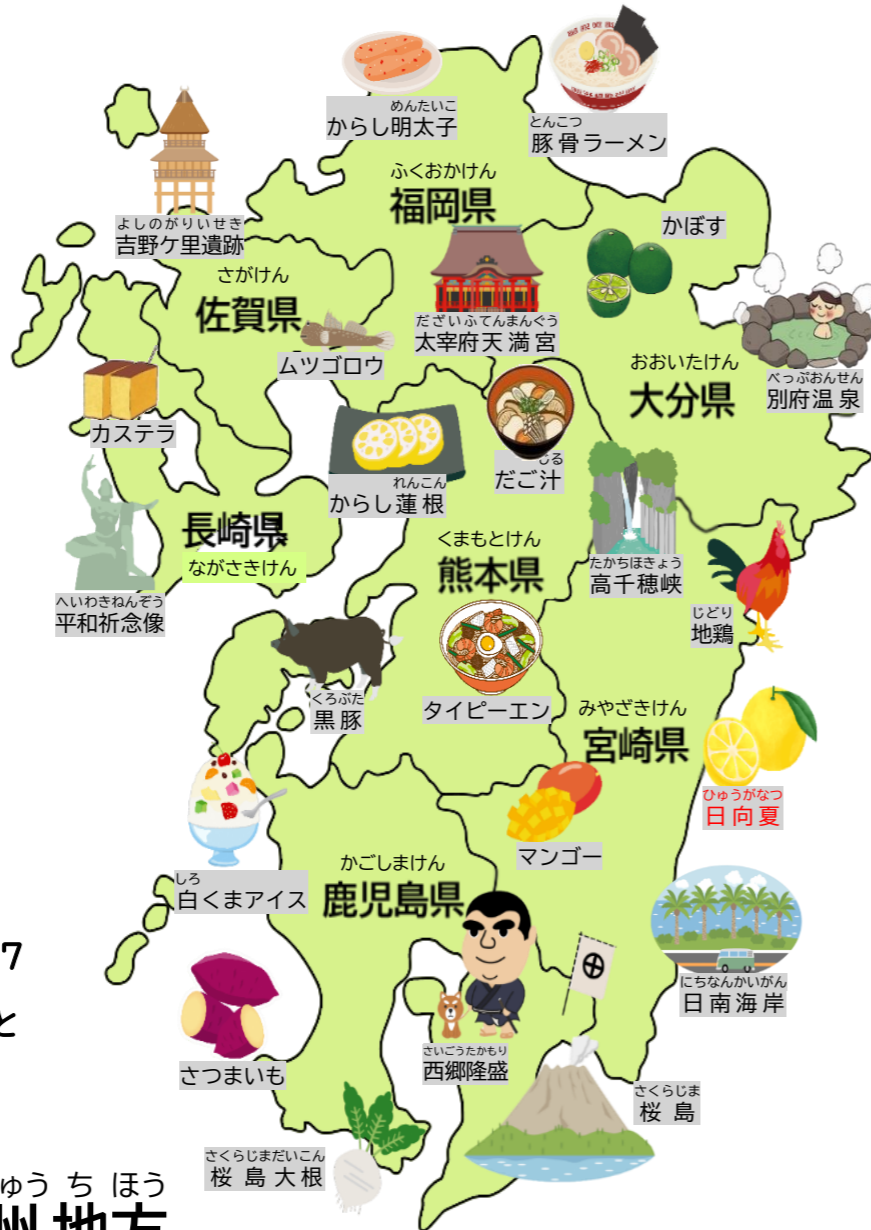 めんたいこ
からし明太子
とんこつ
豚骨ラーメン
ふくおかけん
福岡県
よしのがりいせき
吉野ケ里遺跡
かぼす
さがけん
佐賀県
ムツゴロウ
だざいふてんまんぐう
太宰府天満宮
おおいたけん
大分県
べっぷおんせん
別府温泉
カステラ
れんこん
からし蓮根
じる
だご汁
長崎県
ながさきけん
くまもとけん
熊本県
たかちほきょう
高千穂峡
じどり
地鶏
へいわきねんぞう
平和祈念像
くろぶた
黒豚
タイピーエン
みやざきけん
宮崎県
ひゅうがなつ
日向夏
マンゴー
しろ
白くまアイス
かごしまけん
鹿児島県
7
と
にちなんかいがん
日南海岸
さつまいも
さいごうたかもり
西郷隆盛
さくらじま
桜島
さくらじまだいこん
桜島大根
ゅうちほう
州地方